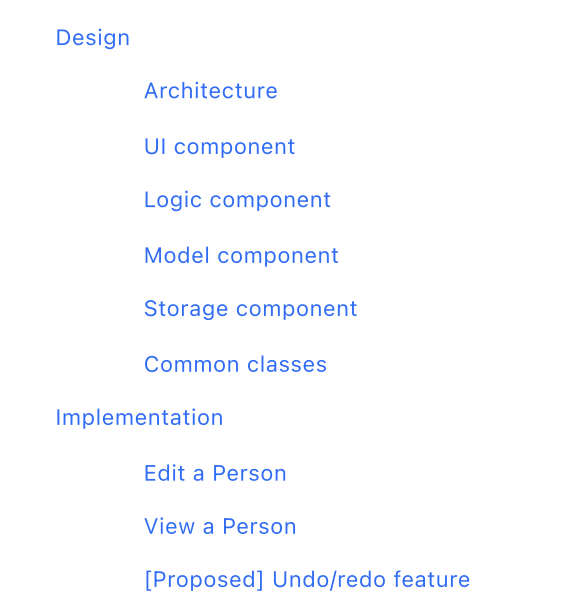 Design
Architecture
UI component
Logic component
Model component
Storage component
Common classes
Implementation
Edit a Person
View a Person
[Proposed] Undo/redo feature